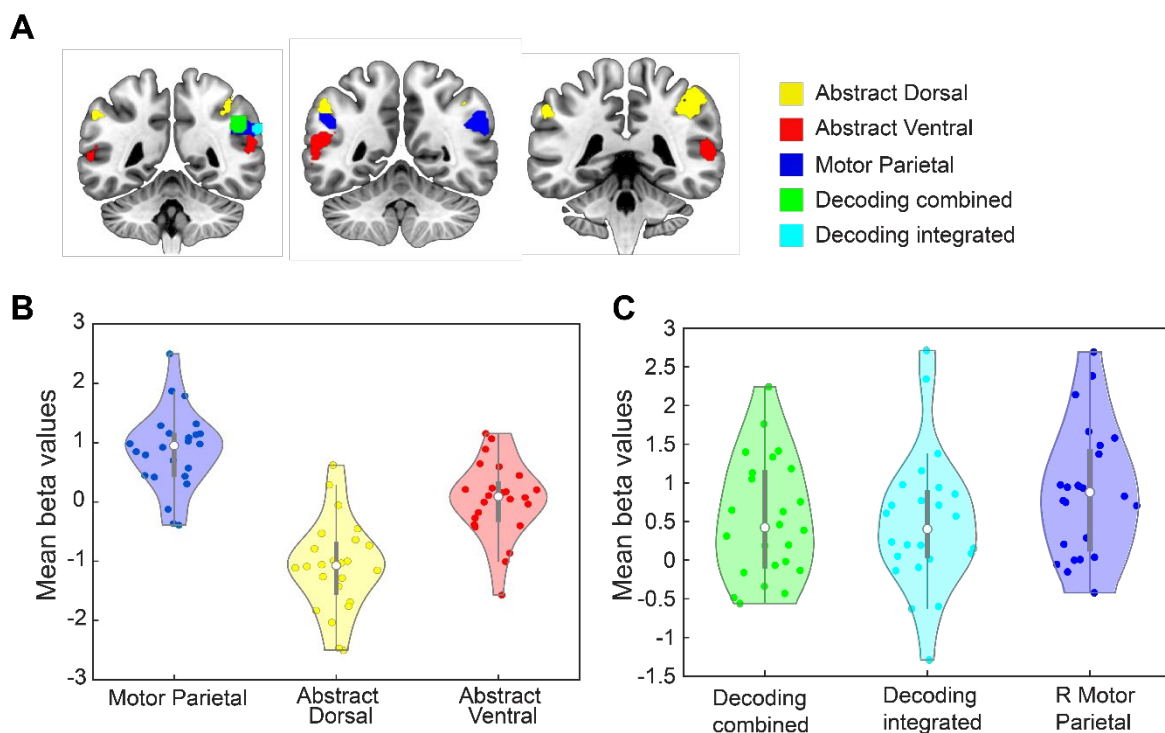 A
Abstract Dorsal
Abstract Ventral
Motor Parietal
Decoding combined
Decoding integrated
B
Mean beta values
3
2
1
0
-1
-2
-3
Motor Parietal
Abstract
Dorsal
Abstract
Ventral
C
Mean beta values
3
2.5
2
1.5
1
0.5
0
-0.5
-1
-1.5
Decoding
combined
Decoding
integrated
R Motor
Parietal